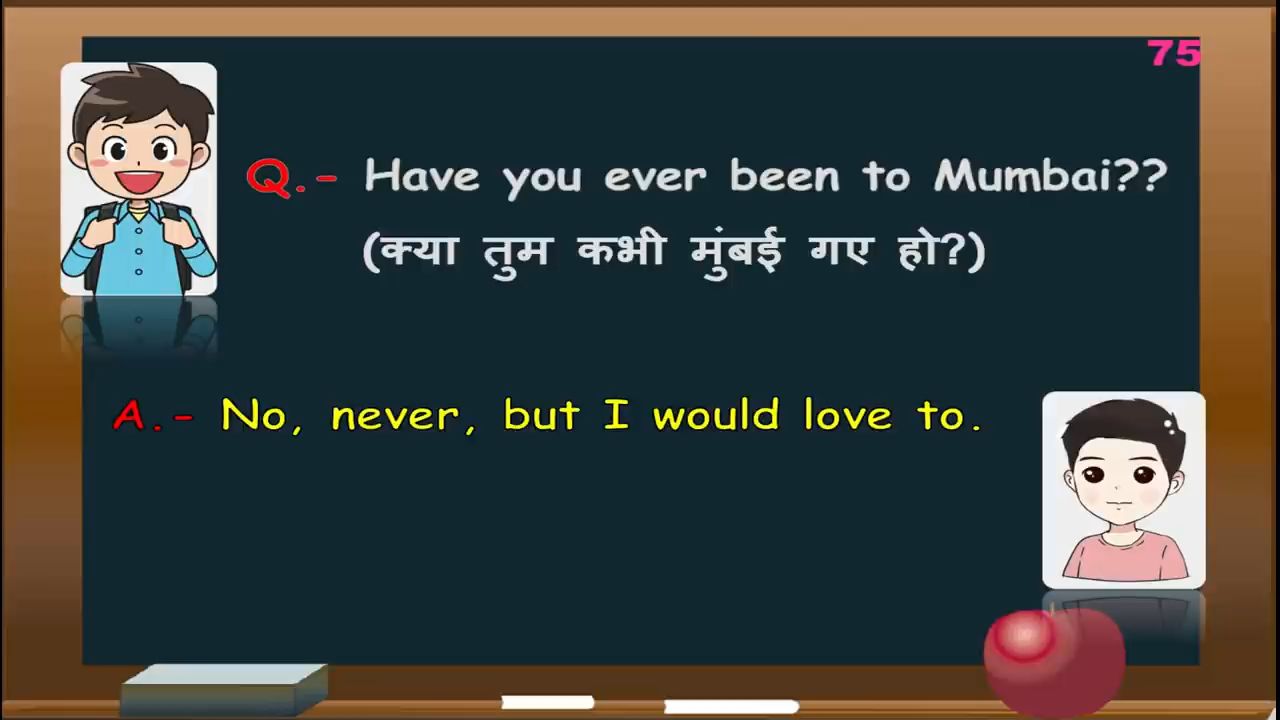 75
Q.- Have you ever been to Mumbai??
(क्या तुम कभी मुंबई गए हो?)
A.- No, never, but I would love to.